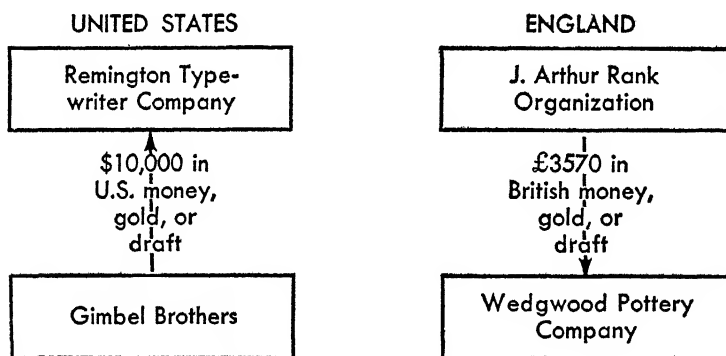 UNITED STATES
Remington Type-
writer Company
$10,000 in
U.S. money,
gold, or
draft
Gimbel Brothers
ENGLAND
J. Arthur Rank
Organization
£3570 in
British money,
gold, or
draft
Wedgwood Pottery
Company